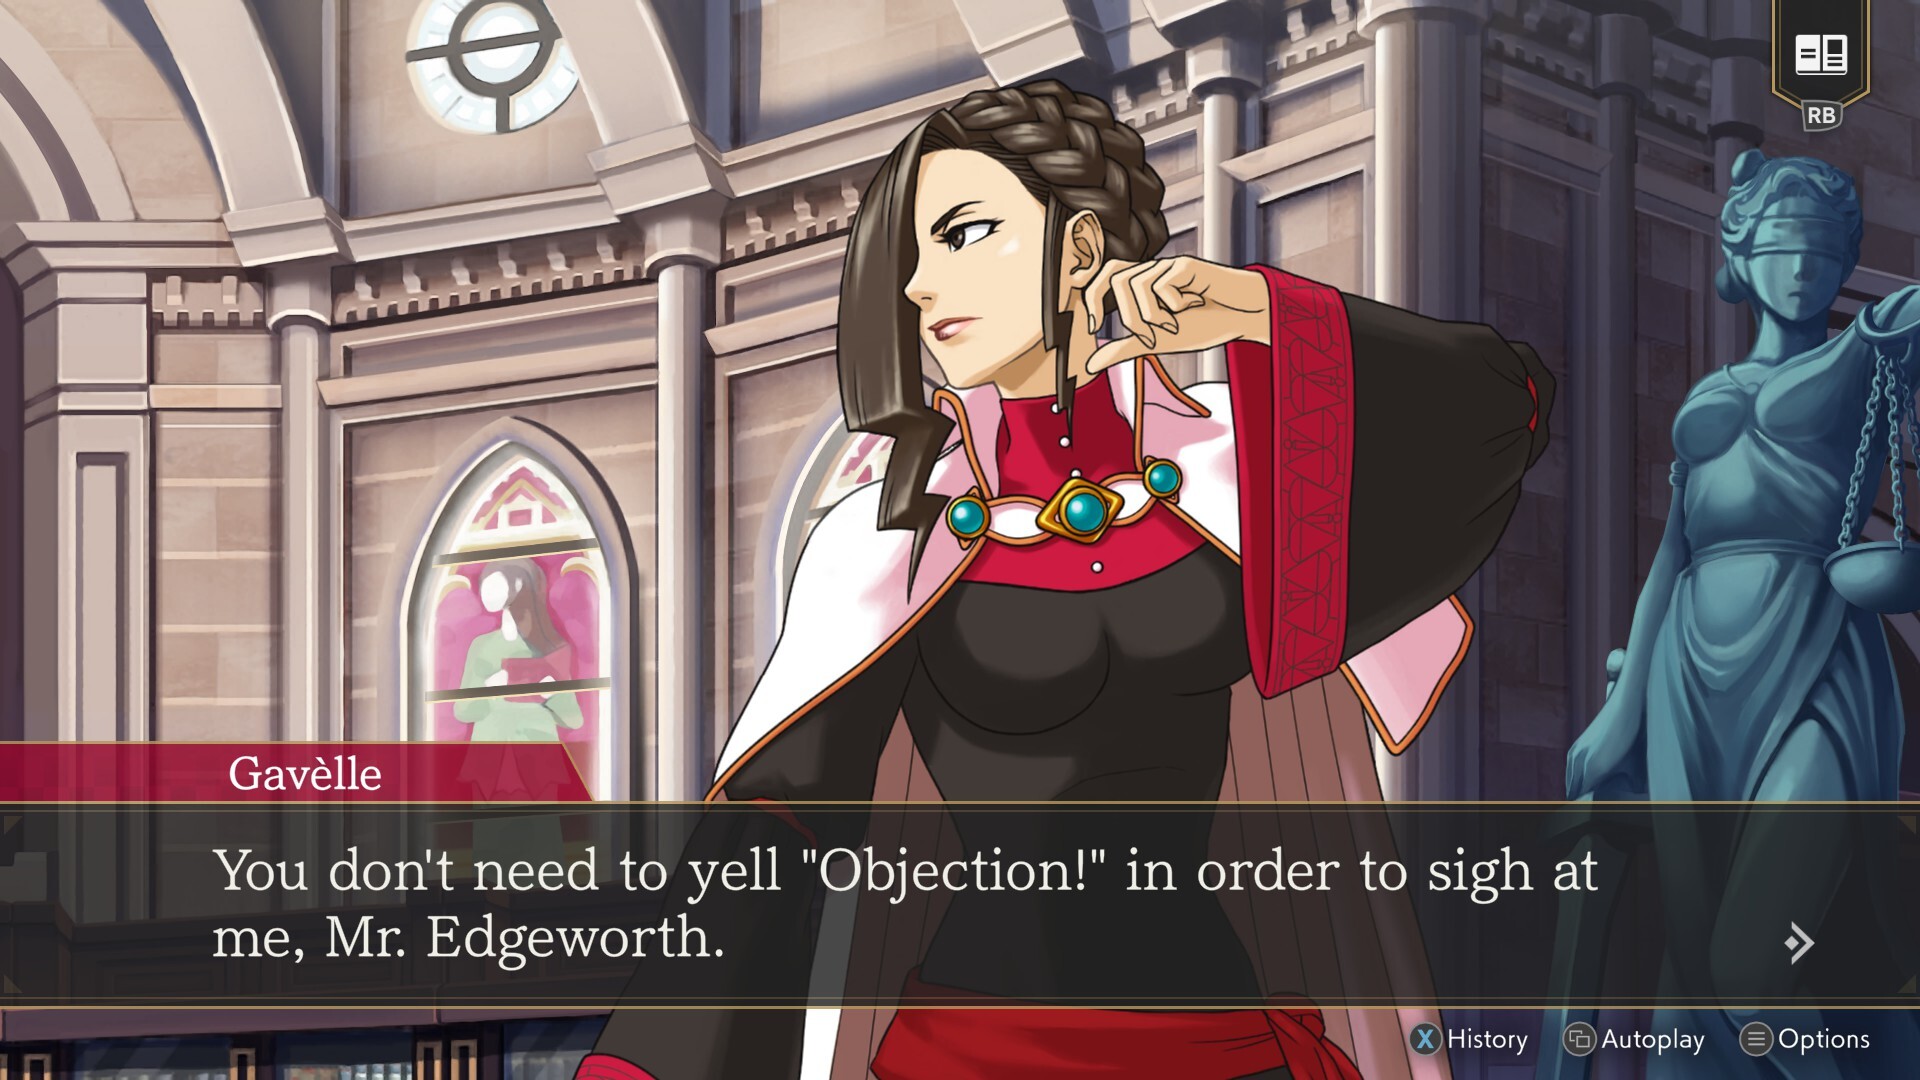 RB
Gavèlle
You don't need to yell "Objection!" in order to sigh at
me, Mr. Edgeworth.
X History Autoplay Options